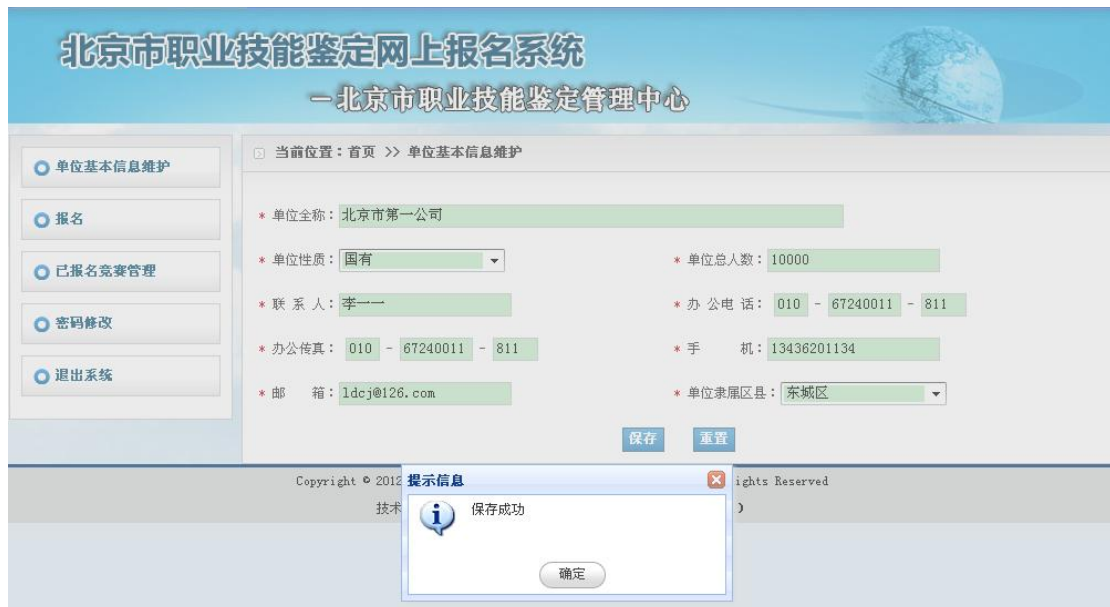 北京市职业技能鉴定网上报名系统
—北京市职业技能鉴定管理中心
单位基本信息维护
报名
已报名竞赛管理
密码修改
退出系统
当前位置：首页 >> 单位基本信息维护
* 单位全称：北京市第一公司
* 单位性质：国有 * 单位总人数：10000
* 联 系 人：李一一 * 办 公 电 话： 010 - 67240011 - 811
* 办公传真： 010 - 67240011 - 811 * 手 机：13436201134
* 邮 箱：ldcj@126.com * 单位隶属区县：东城区
保存 重置
Copyright © 2012 ights Reserved
技术 )
提示信息
保存成功
确定